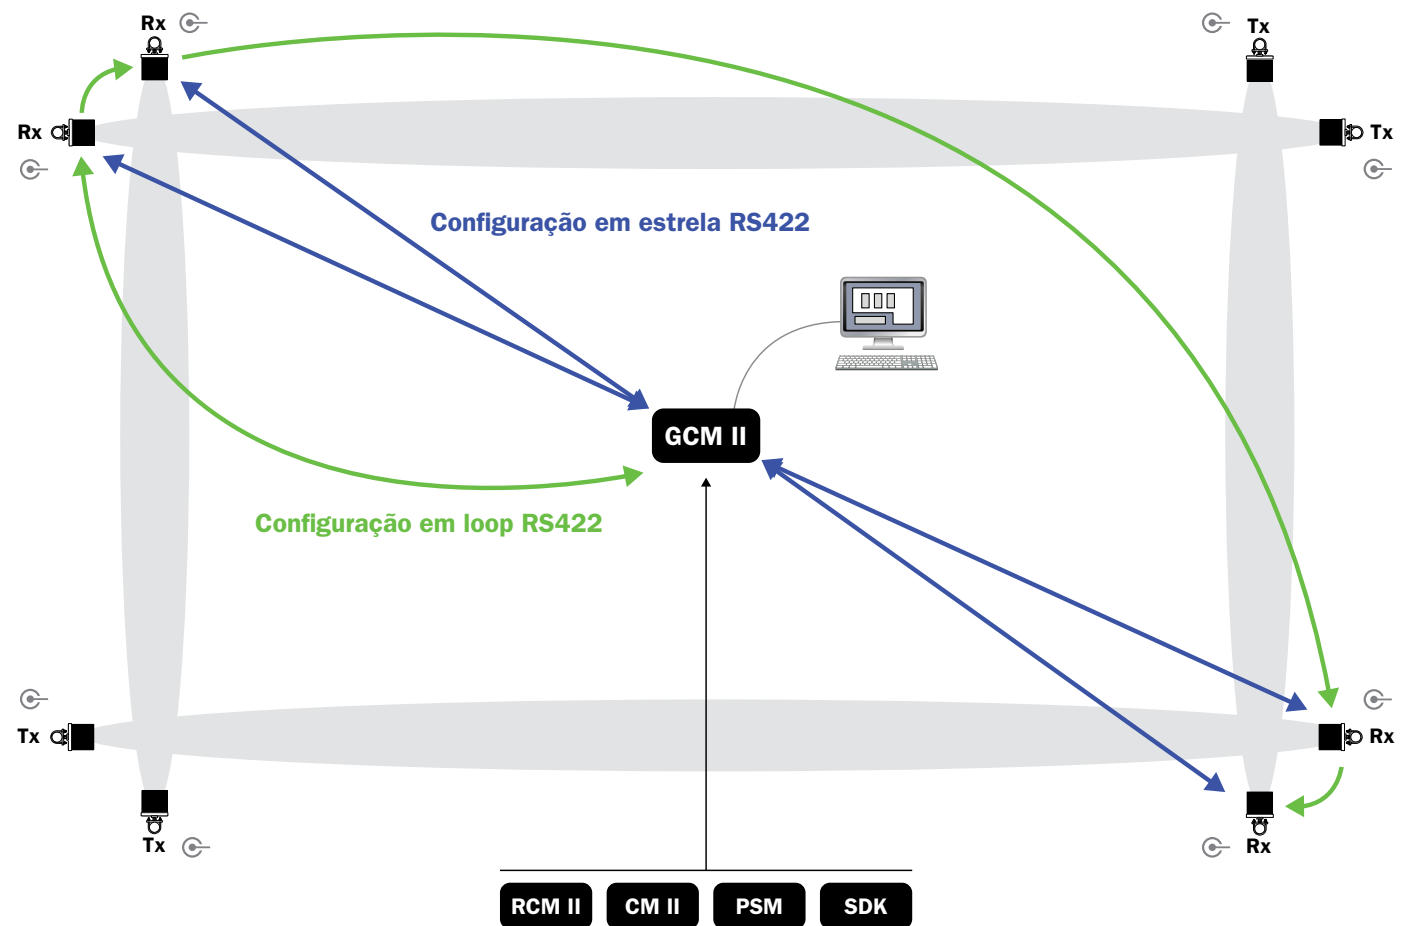 Rx
Tx
Rx
Tx
Configuração em estrela RS422
GCM II
Configuração em loop RS422
Tx
Rx
Tx
Rx
RCM II
CM II
PSM
SDK